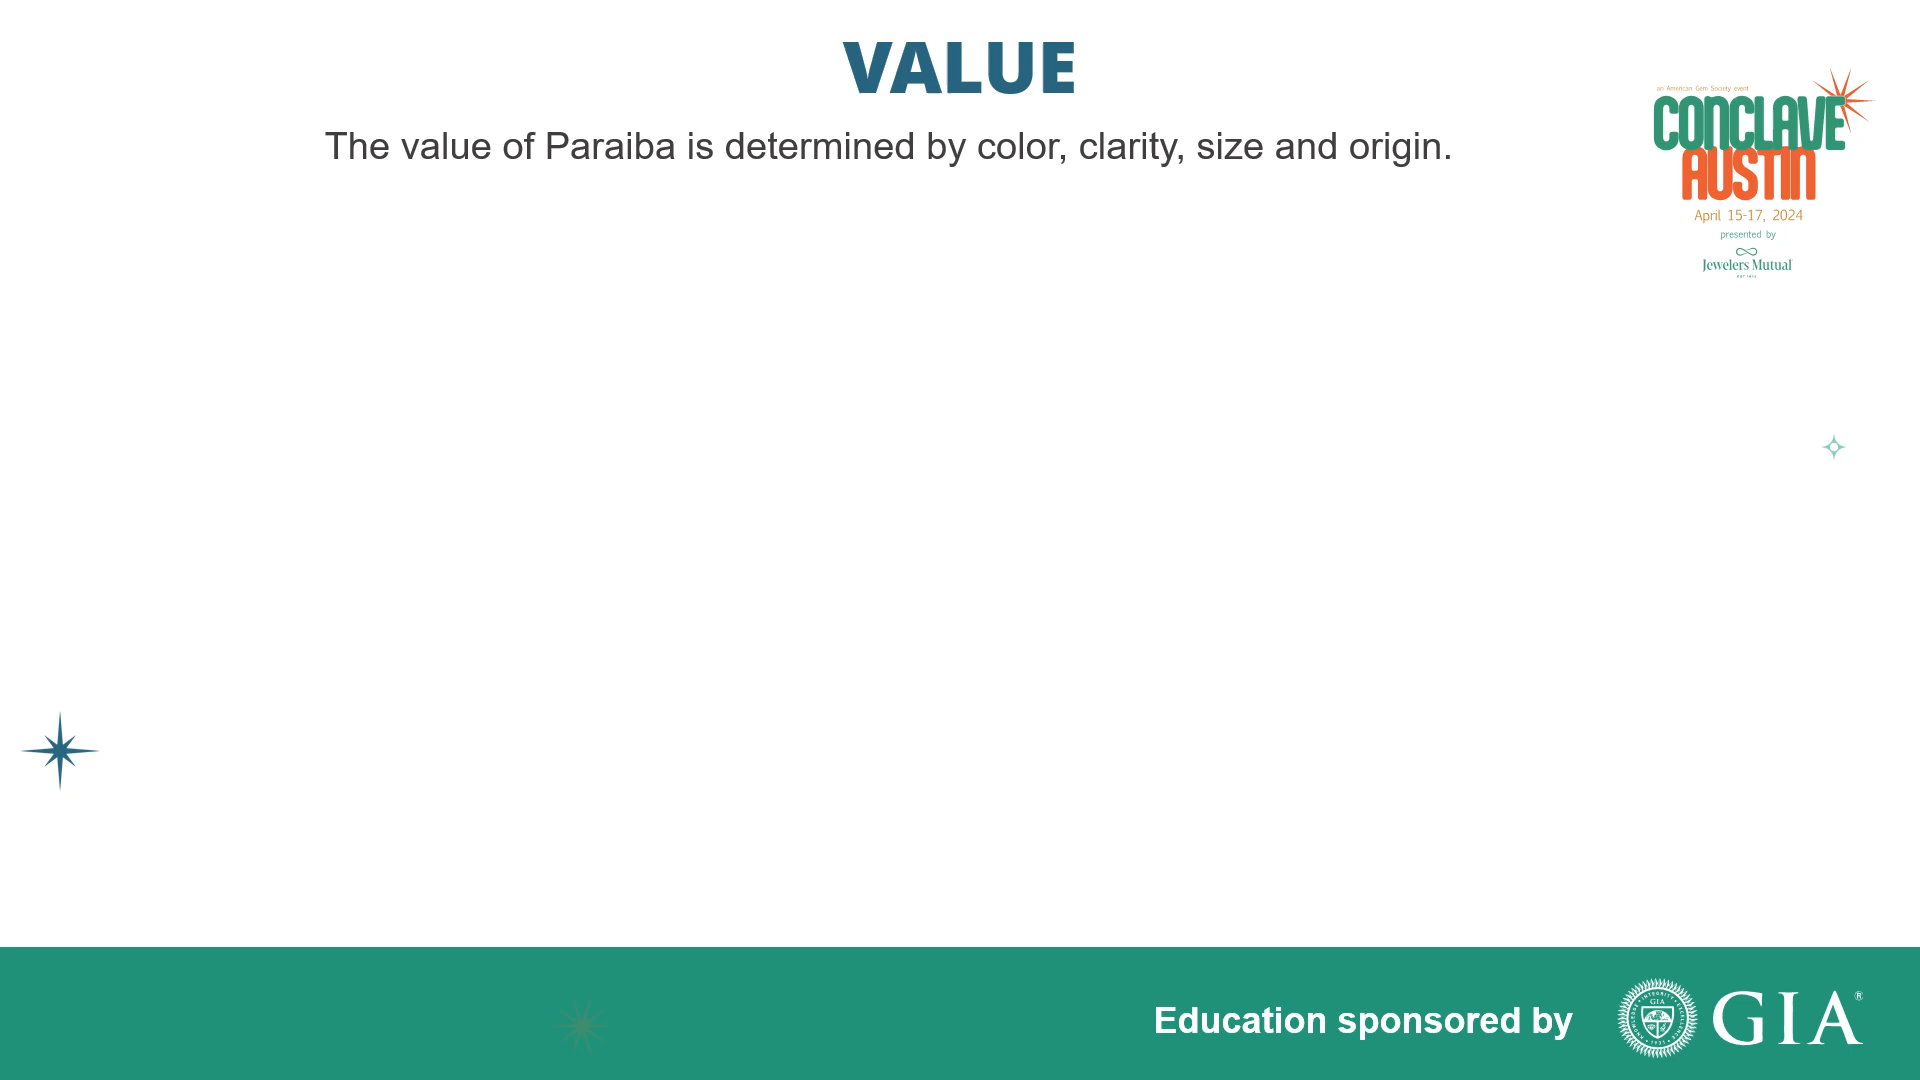 VALUE
The value of Paraiba is determined by color, clarity, size and origin.
an American Gem Society event
CONCLAVE
AUSTIN
April 15-17, 2024
presented by
Jewelers Mutual
Education sponsored by
GIA®